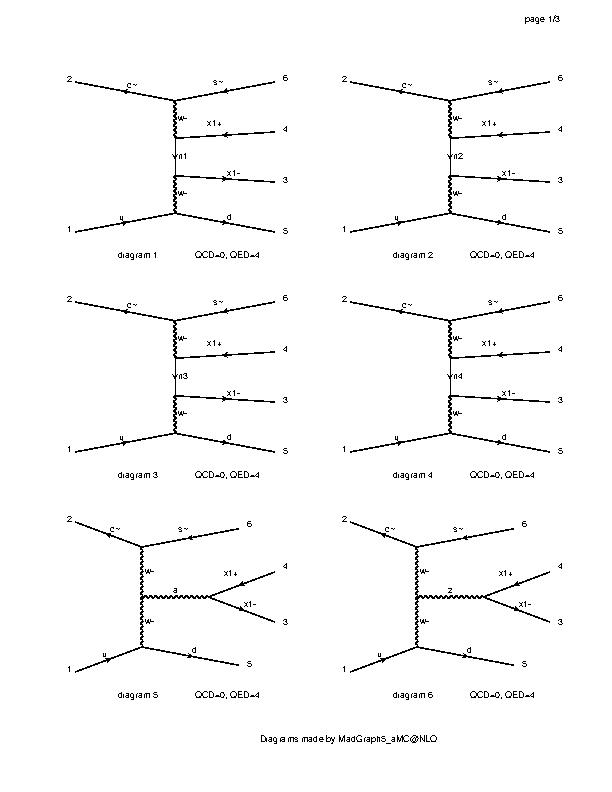 page 1/3
2 c~ s~ 6
w-
x1+ 4
n1
x1- 3
w-
1 u d 5
diagram 1 QCD=0, QED=4
2 c~ s~ 6
w-
x1+ 4
n2
x1- 3
w-
1 u d 5
diagram 2 QCD=0, QED=4
2 c~ s~ 6
w-
x1+ 4
n3
x1- 3
w-
1 u d 5
diagram 3 QCD=0, QED=4
2 c~ s~ 6
w-
x1+ 4
n4
x1- 3
w-
1 u d 5
diagram 4 QCD=0, QED=4
2 c~ s~ 6
w- x1+ 4
a
x1- 3
w-
1 u d 5
diagram 5 QCD=0, QED=4
2 c~ s~ 6
w- x1+ 4
z
x1- 3
w-
1 u d 5
diagram 6 QCD=0, QED=4
Diagrams made by MadGraph5_aMC@NLO